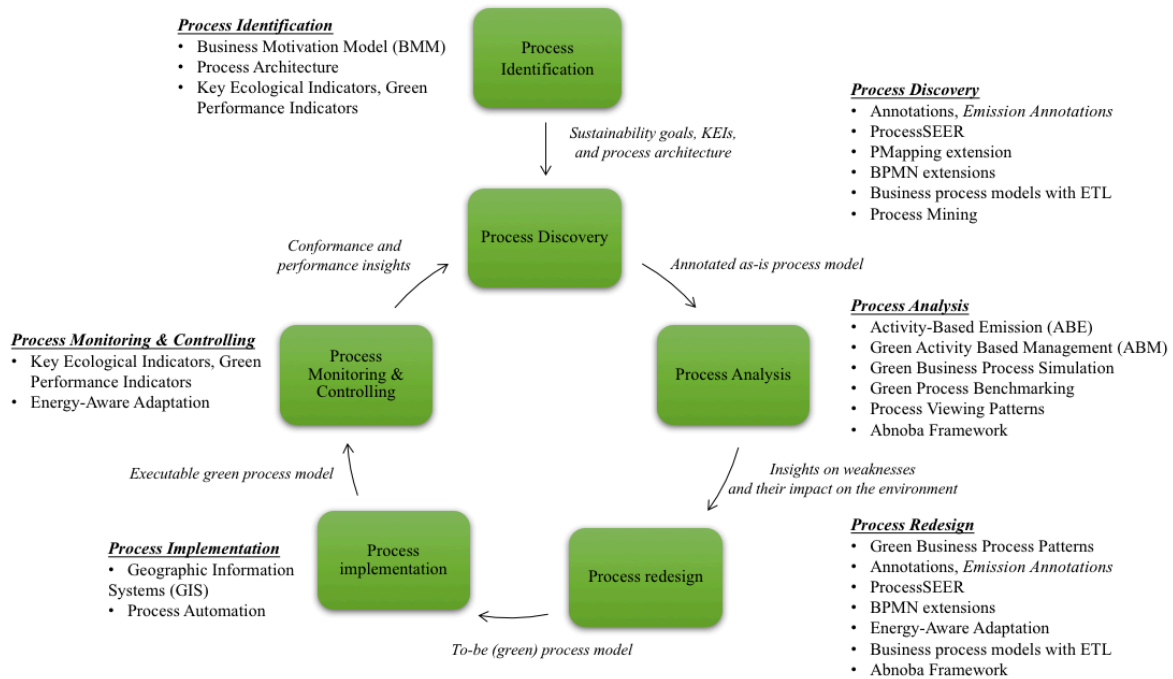 Process Identification
• Business Motivation Model (BMM)
• Process Architecture
• Key Ecological Indicators, Green
Performance Indicators
Process
Identification
Sustainability goals, KEIs,
and process architecture
Process Discovery
• Annotations, Emission Annotations
• ProcessSEER
• PMapping extension
• BPMN extensions
• Business process models with ETL
• Process Mining
Process Discovery
Conformance and
performance insights
Annotated as-is process model
Process Monitoring & Controlling
• Key Ecological Indicators, Green
Performance Indicators
• Energy-Aware Adaptation
Process
Monitoring &
Controlling
Process Analysis
Process Analysis
• Activity-Based Emission (ABE)
• Green Activity Based Management (ABM)
• Green Business Process Simulation
• Green Process Benchmarking
• Process Viewing Patterns
• Abnoba Framework
Executable green process model
Insights on weaknesses
and their impact on the environment
Process Implementation
• Geographic Information
Systems (GIS)
• Process Automation
Process
implementation
Process redesign
Process Redesign
• Green Business Process Patterns
• Annotations, Emission Annotations
• ProcessSEER
• BPMN extensions
• Energy-Aware Adaptation
• Business process models with ETL
• Abnoba Framework
To-be (green) process model